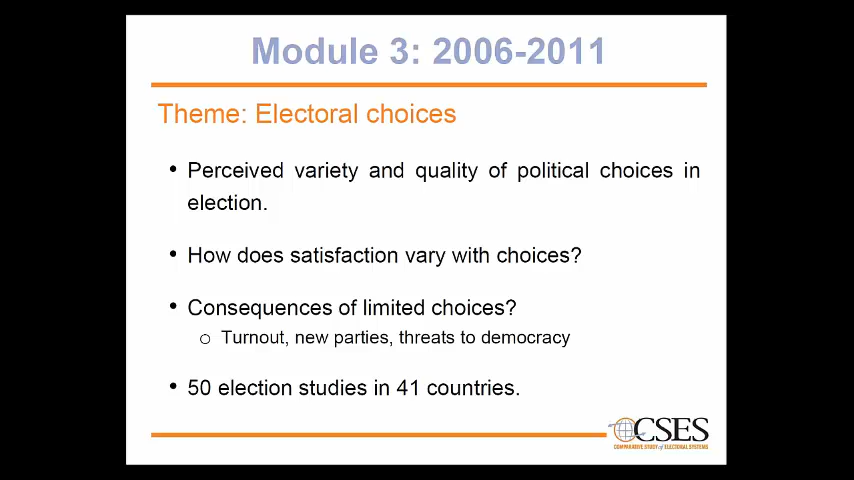 Module 3: 2006-2011
Theme: Electoral choices
• Perceived variety and quality of political choices in
election.
• How does satisfaction vary with choices?
• Consequences of limited choices?
o Turnout, new parties, threats to democracy
• 50 election studies in 41 countries.
CSES
COMPARATIVE STUDY of ELECTORAL SYSTEMS